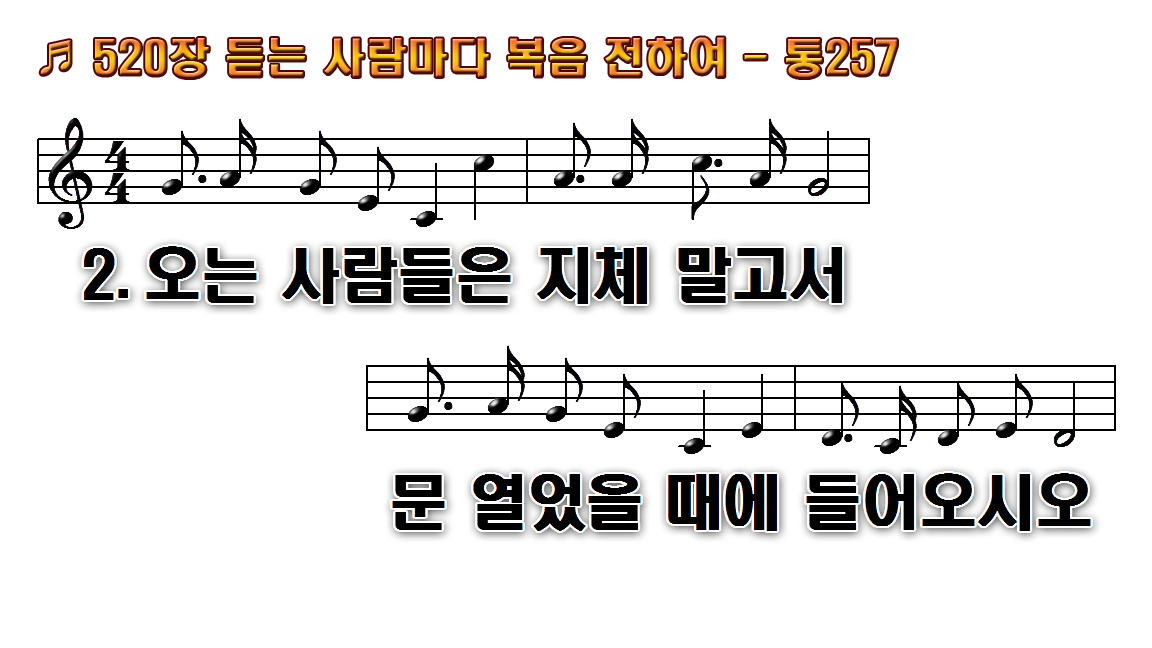 ♬ 520장 듣는 사람마다 복음 전하여 - 통257
2. 오는 사람들은 지체 말고서
문 열었을 때에 들어오시오